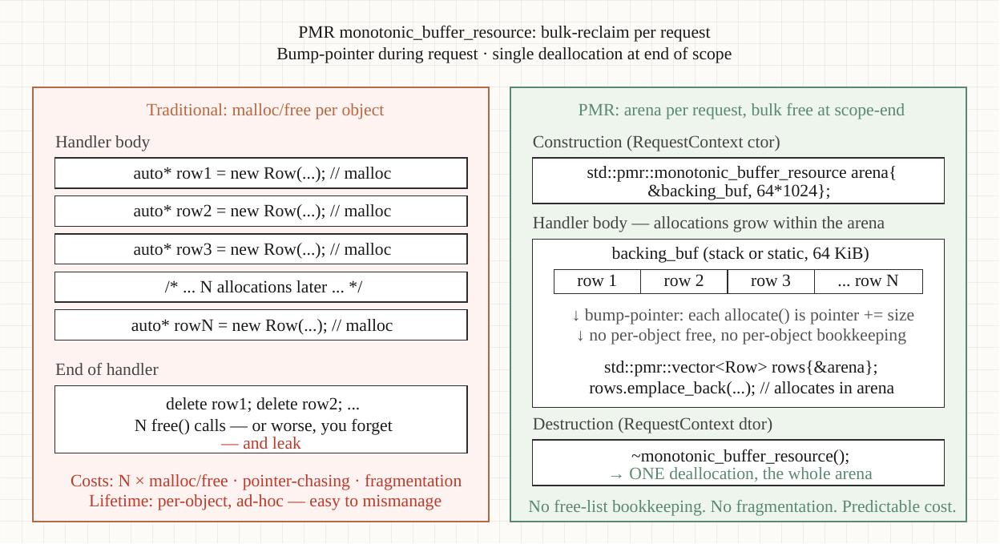 PMR monotonic_buffer_resource: bulk-reclaim per request
Bump-pointer during request · single deallocation at end of scope
Traditional: malloc/free per object
Handler body
auto* row1 = new Row(...); // malloc
auto* row2 = new Row(...); // malloc
auto* row3 = new Row(...); // malloc
/* ... N allocations later ... */
auto* rowN = new Row(...); // malloc
End of handler
delete row1; delete row2; ...
N free() calls — or worse, you forget
— and leak
Costs: N × malloc/free · pointer-chasing · fragmentation
Lifetime: per-object, ad-hoc — easy to mismanage
PMR: arena per request, bulk free at scope-end
Construction (RequestContext ctor)
std::pmr::monotonic_buffer_resource arena{
&backing_buf, 64*1024};
Handler body — allocations grow within the arena
backing_buf (stack or static, 64 KiB)
row 1 row 2 row 3 ... row N
↓ bump-pointer: each allocate() is pointer += size
↓ no per-object free, no per-object bookkeeping
std::pmr::vector<Row> rows{&arena};
rows.emplace_back(...); // allocates in arena
Destruction (RequestContext dtor)
~monotonic_buffer_resource();
→ ONE deallocation, the whole arena
No free-list bookkeeping. No fragmentation. Predictable cost.